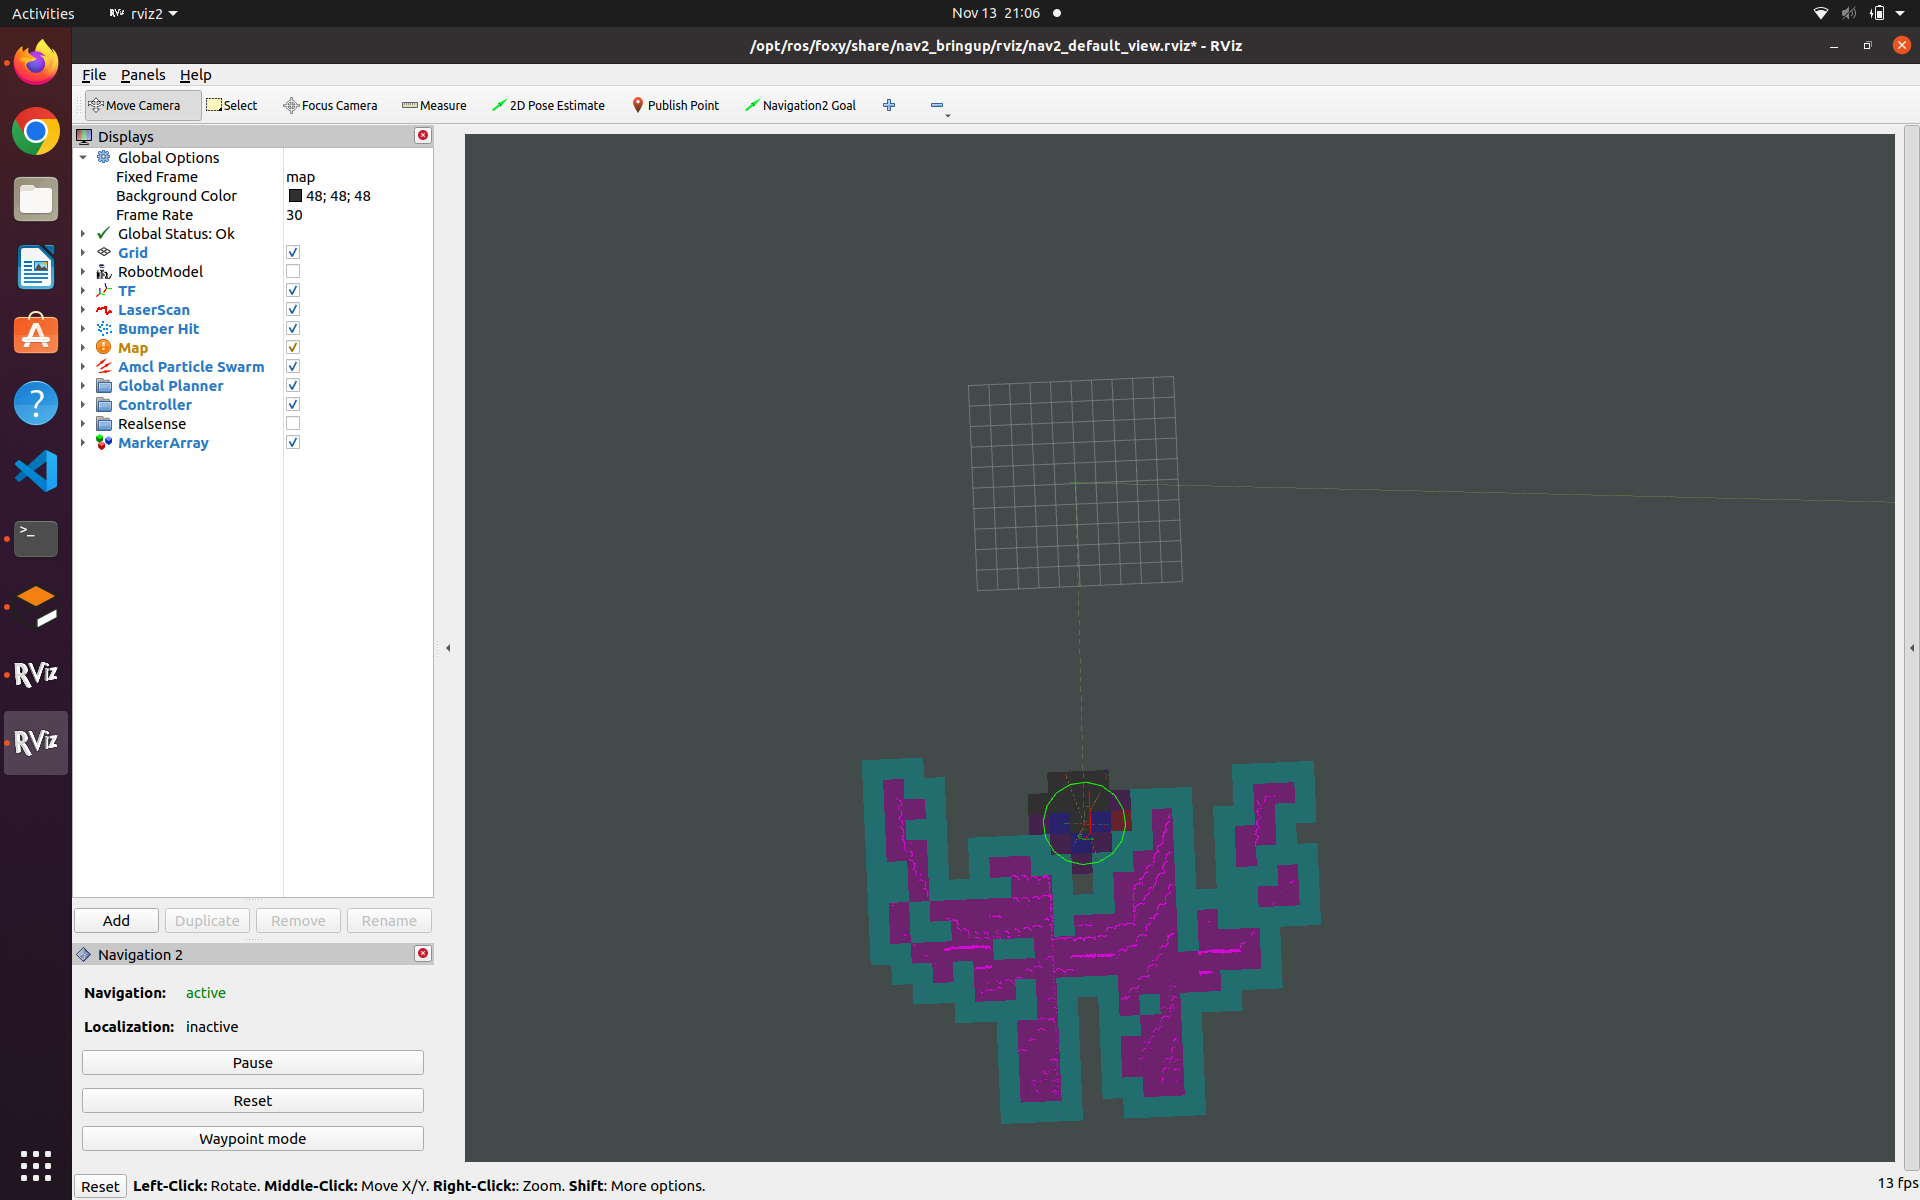 Activities
RViz rviz2
Nov 13 21:06
/opt/ros/foxy/share/nav2_bringup/rviz/nav2_default_view.rviz* - RViz
File Panels Help
Move Camera Select Focus Camera Measure 2D Pose Estimate Publish Point Navigation2 Goal
Displays
Global Options
Fixed Frame map
Background Color 48; 48; 48
Frame Rate 30
Global Status: Ok
Grid
RobotModel
TF
LaserScan
Bumper Hit
Map
Amcl Particle Swarm
Global Planner
Controller
Realsense
MarkerArray
Add Duplicate Remove Rename
Navigation 2
Navigation: active
Localization: inactive
Pause
Reset
Waypoint mode
RViz
RViz
Reset Left-Click: Rotate. Middle-Click: Move X/Y. Right-Click:: Zoom. Shift: More options.
13 fps